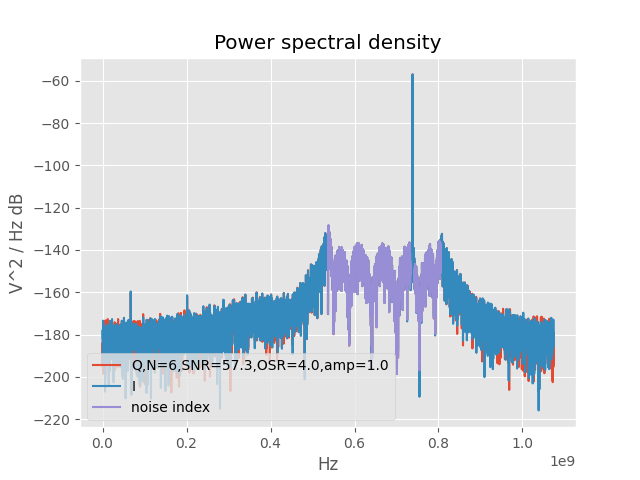 Power spectral density
V^2 / Hz dB
−60
−80
−100
−120
−140
−160
−180
−200
−220
Q,N=6,SNR=57.3,OSR=4.0,amp=1.0
I
noise index
0.0 0.2 0.4 0.6 0.8 1.0
1e9
Hz